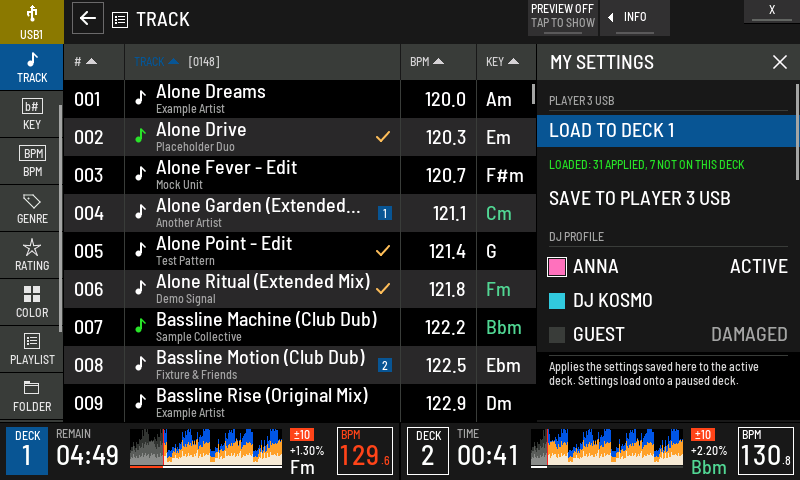 USB1
TRACK
PREVIEW OFF
TAP TO SHOW
INFO
X
TRACK
KEY
BPM
BPM
GENRE
RATING
COLOR
PLAYLIST
FOLDER
# TRACK [0148] BPM KEY
001 Alone Dreams 120.0 Am
Example Artist
002 Alone Drive 120.3 Em
Placeholder Duo
003 Alone Fever - Edit 120.7 F#m
Mock Unit
004 Alone Garden (Extended... 1 121.1 Cm
Another Artist
005 Alone Point - Edit 121.4 G
Test Pattern
006 Alone Ritual (Extended Mix) 121.8 Fm
Demo Signal
007 Bassline Machine (Club Dub) 122.2 Bbm
Sample Collective
008 Bassline Motion (Club Dub) 2 122.5 Ebm
Fixture & Friends
009 Bassline Rise (Original Mix) 122.9 Dm
Example Artist
MY SETTINGS
PLAYER 3 USB
LOAD TO DECK 1
LOADED: 31 APPLIED, 7 NOT ON THIS DECK
SAVE TO PLAYER 3 USB
DJ PROFILE
ANNA ACTIVE
DJ KOSMO
GUEST DAMAGED
Applies the settings saved here to the active
deck. Settings load onto a paused deck.
DECK 1
REMAIN
04:49
±10
+1.30%
Fm
BPM
129.6
DECK 2
TIME
00:41
±10
+2.20%
Bbm
BPM
130.8
b#